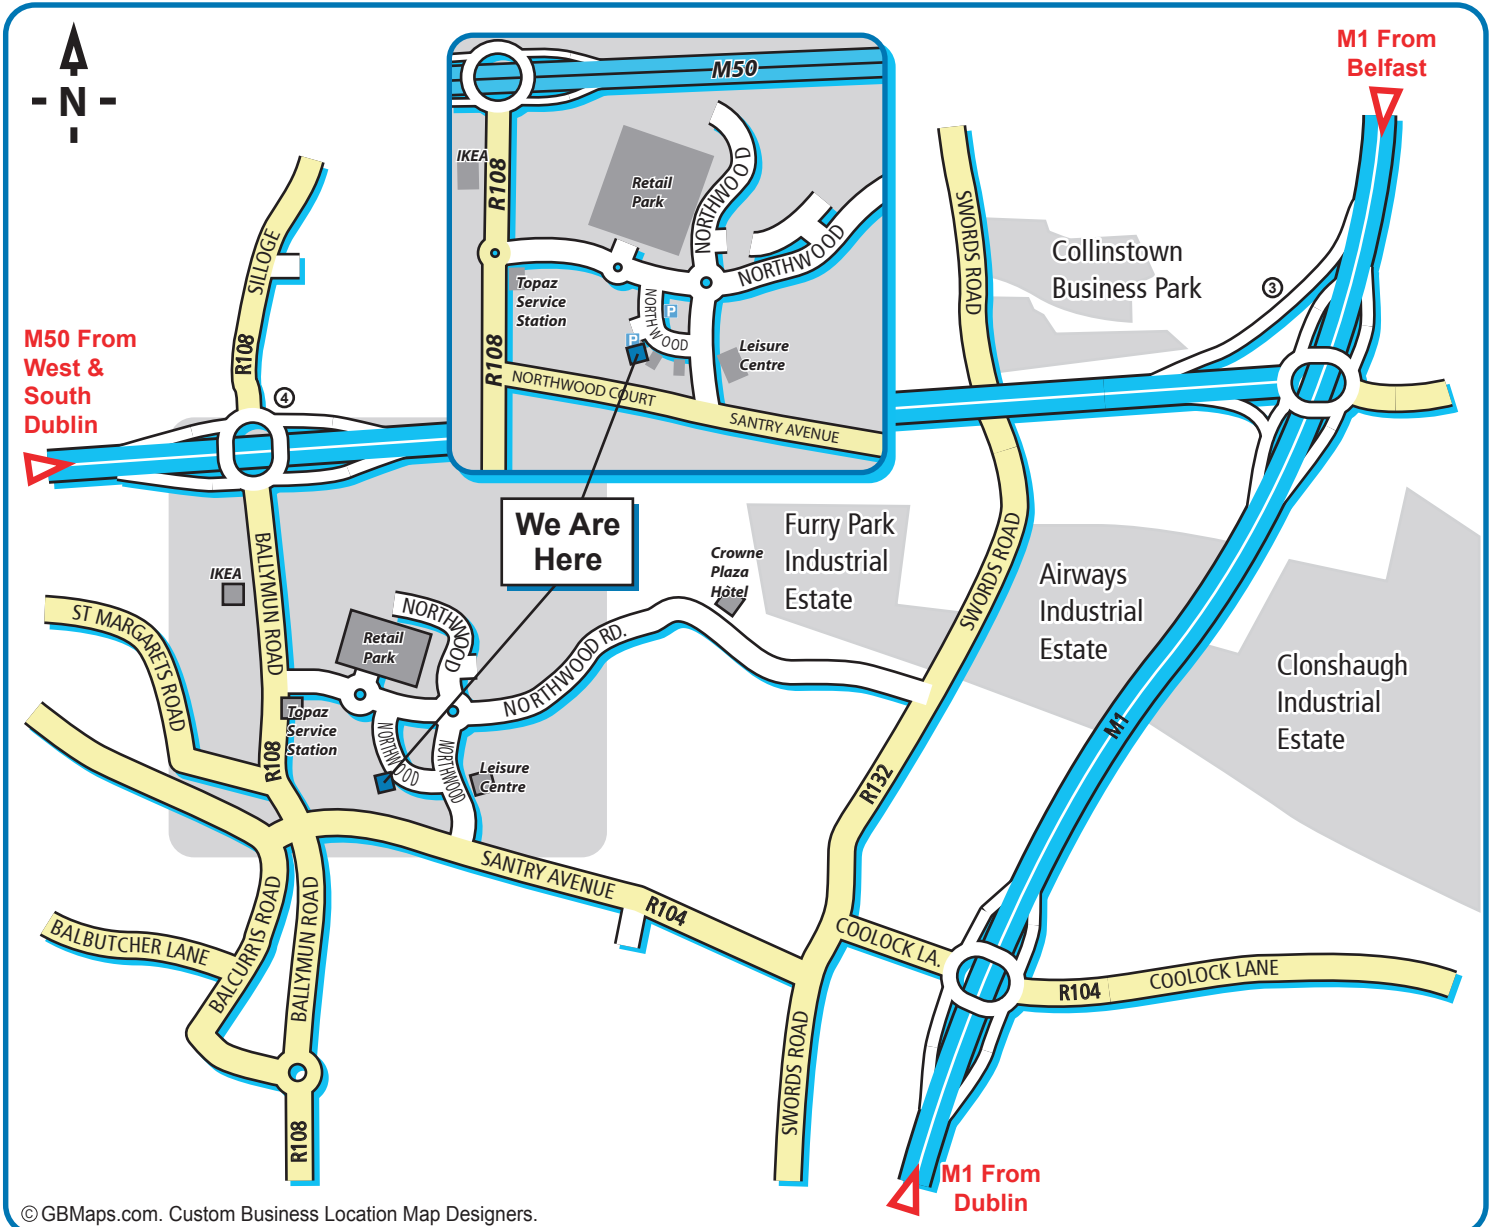 N
M1 From
Belfast
M50 From
West &
South
Dublin
SILLOGE
R108
4
M50
IKEA
R108
Retail
Park
NORTHWOOD
NORTHWOOD
Topaz
Service
Station
NORTHWOOD
P
P
Leisure
Centre
R108
NORTHWOOD COURT
SANTRY AVENUE
SWORDS ROAD
Collinstown
Business Park
3
We Are
Here
BALLYMUN ROAD
IKEA
ST MARGARETS ROAD
Retail
Park
NORTHWOOD
NORTHWOOD RD.
Crowne
Plaza
Hòtel
Furry Park
Industrial
Estate
SWORDS ROAD
Airways
Industrial
Estate
Clonshaugh
Industrial
Estate
M1
Topaz
Service
Station
R108
NORTHWOOD
NORTHWOOD
Leisure
Centre
R132
SANTRY AVENUE
R104
BALBUTCHER LANE
BALCURRIS ROAD
BALLYMUN ROAD
COOLOCK LA.
R104
COOLOCK LANE
SWORDS ROAD
R108
M1 From
Dublin
© GBMaps.com. Custom Business Location Map Designers.